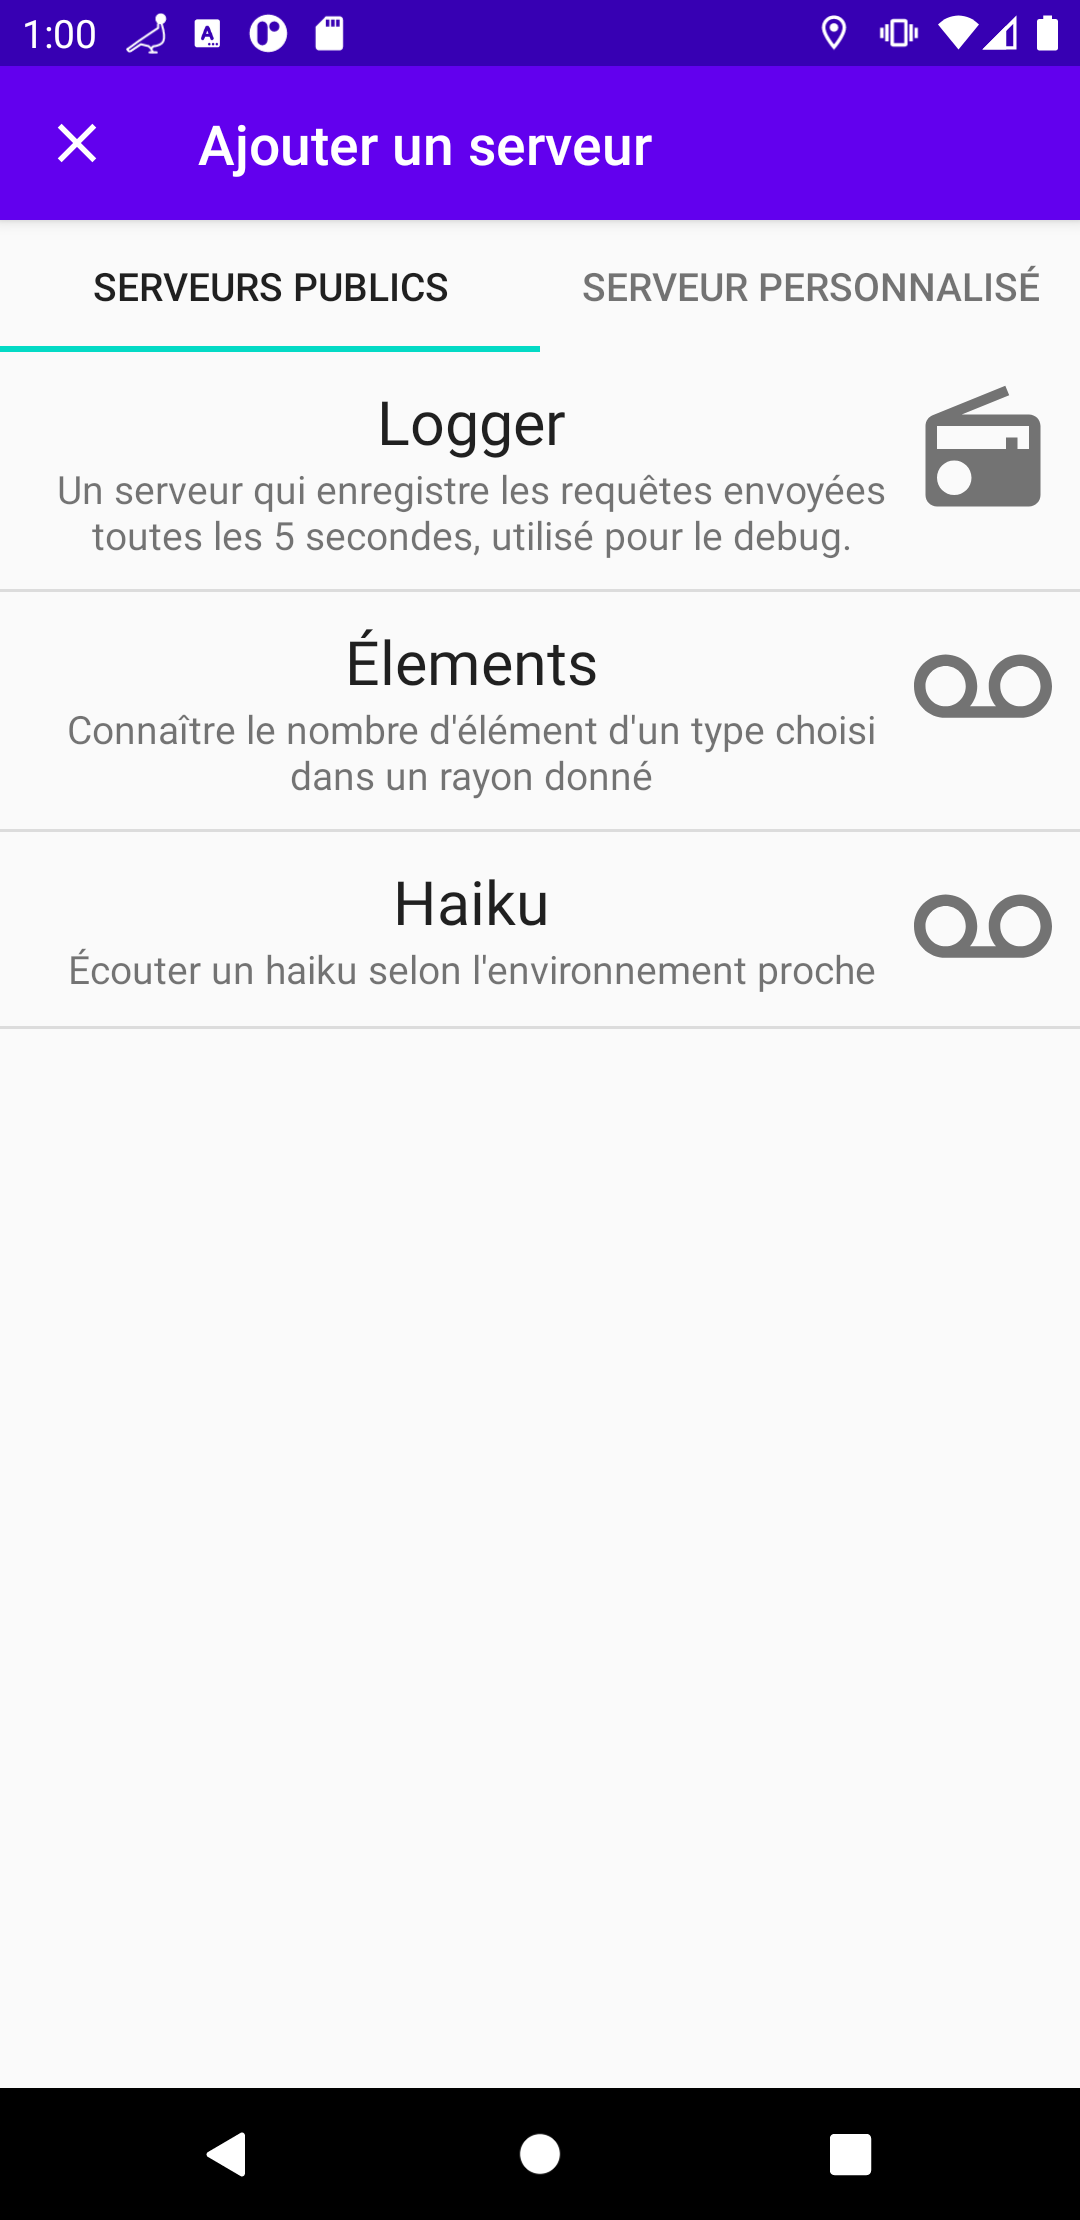 1:00
Ajouter un serveur
SERVEURS PUBLICS
SERVEUR PERSONNALISÉ
Logger
Un serveur qui enregistre les requêtes envoyées
toutes les 5 secondes, utilisé pour le debug.
Élements
Connaître le nombre d'élément d'un type choisi
dans un rayon donné
Haiku
Écouter un haiku selon l'environnement proche